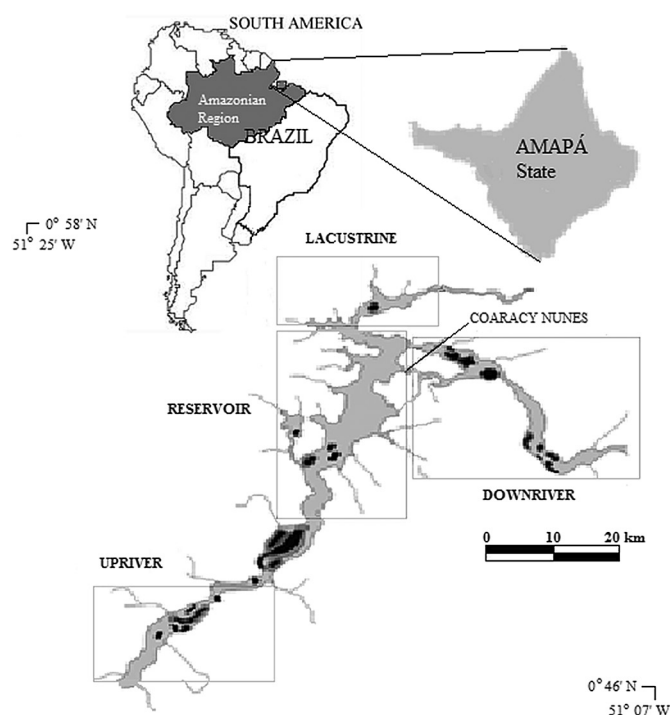 SOUTH AMERICA
Amazonian
Region
BRAZIL
AMAPÁ
State
0° 58' N
51° 25' W
LACUSTRINE
COARACY NUNES
RESERVOIR
DOWNRIVER
0 10 20 km
UPRIVER
0° 46' N
51° 07' W